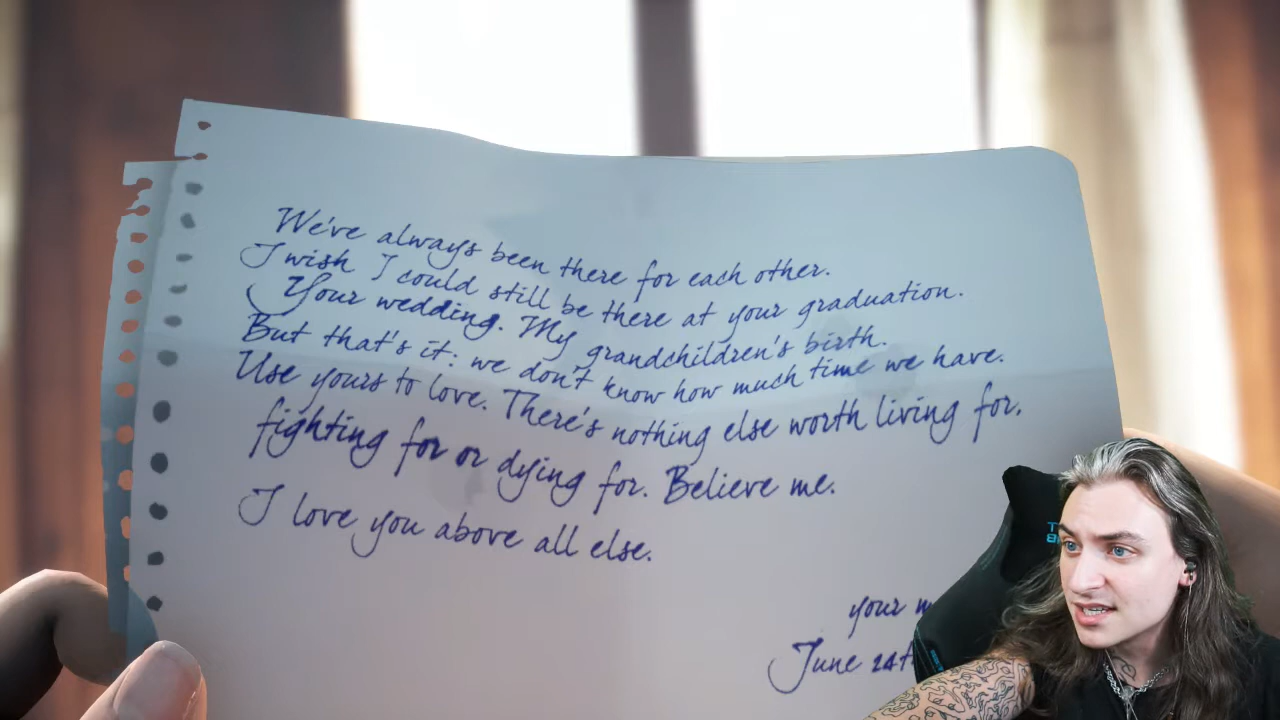 We've always been there for each other.
I wish I could still be there at your graduation.
Your wedding. My grandchildren's birth.
But that's it: we don't know how much time we have.
Use yours to love. There's nothing else worth living for,
fighting for or dying for. Believe me.
I love you above all else.
your
June 24th